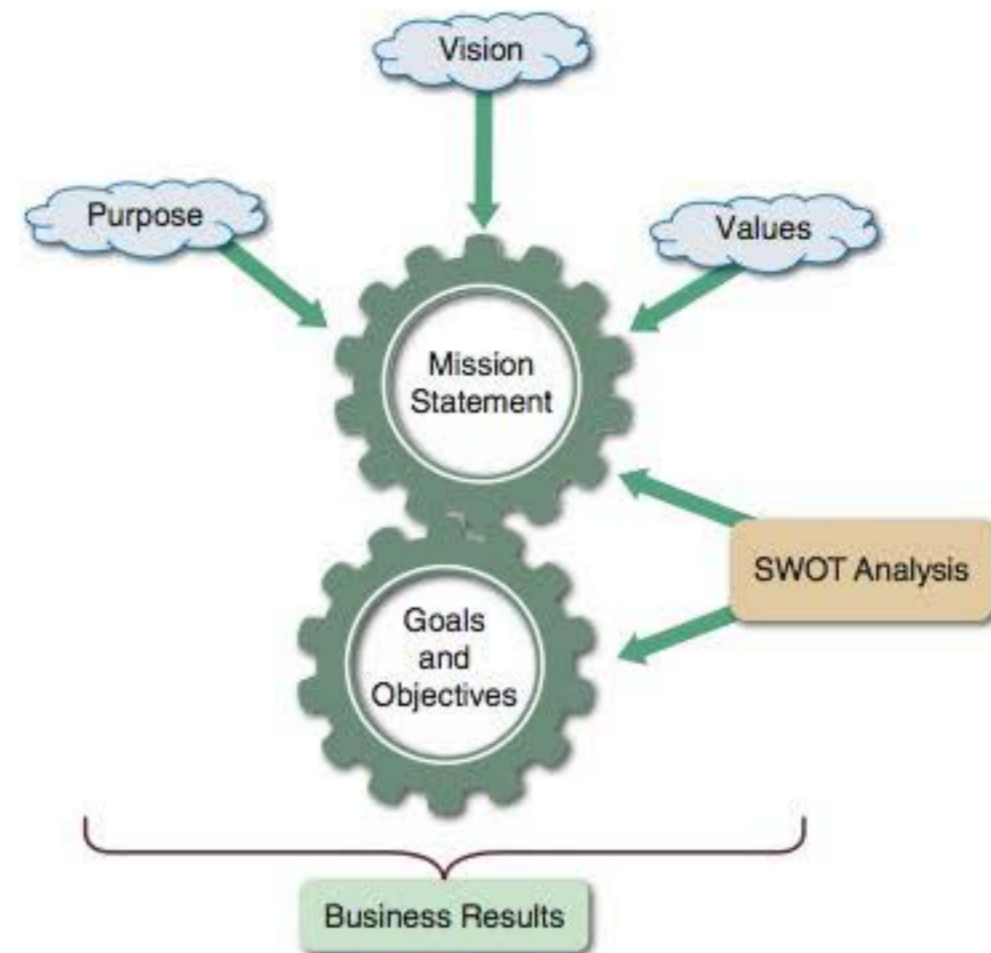 Vision
Purpose
Values
Mission
Statement
SWOT Analysis
Goals
and
Objectives
Business Results